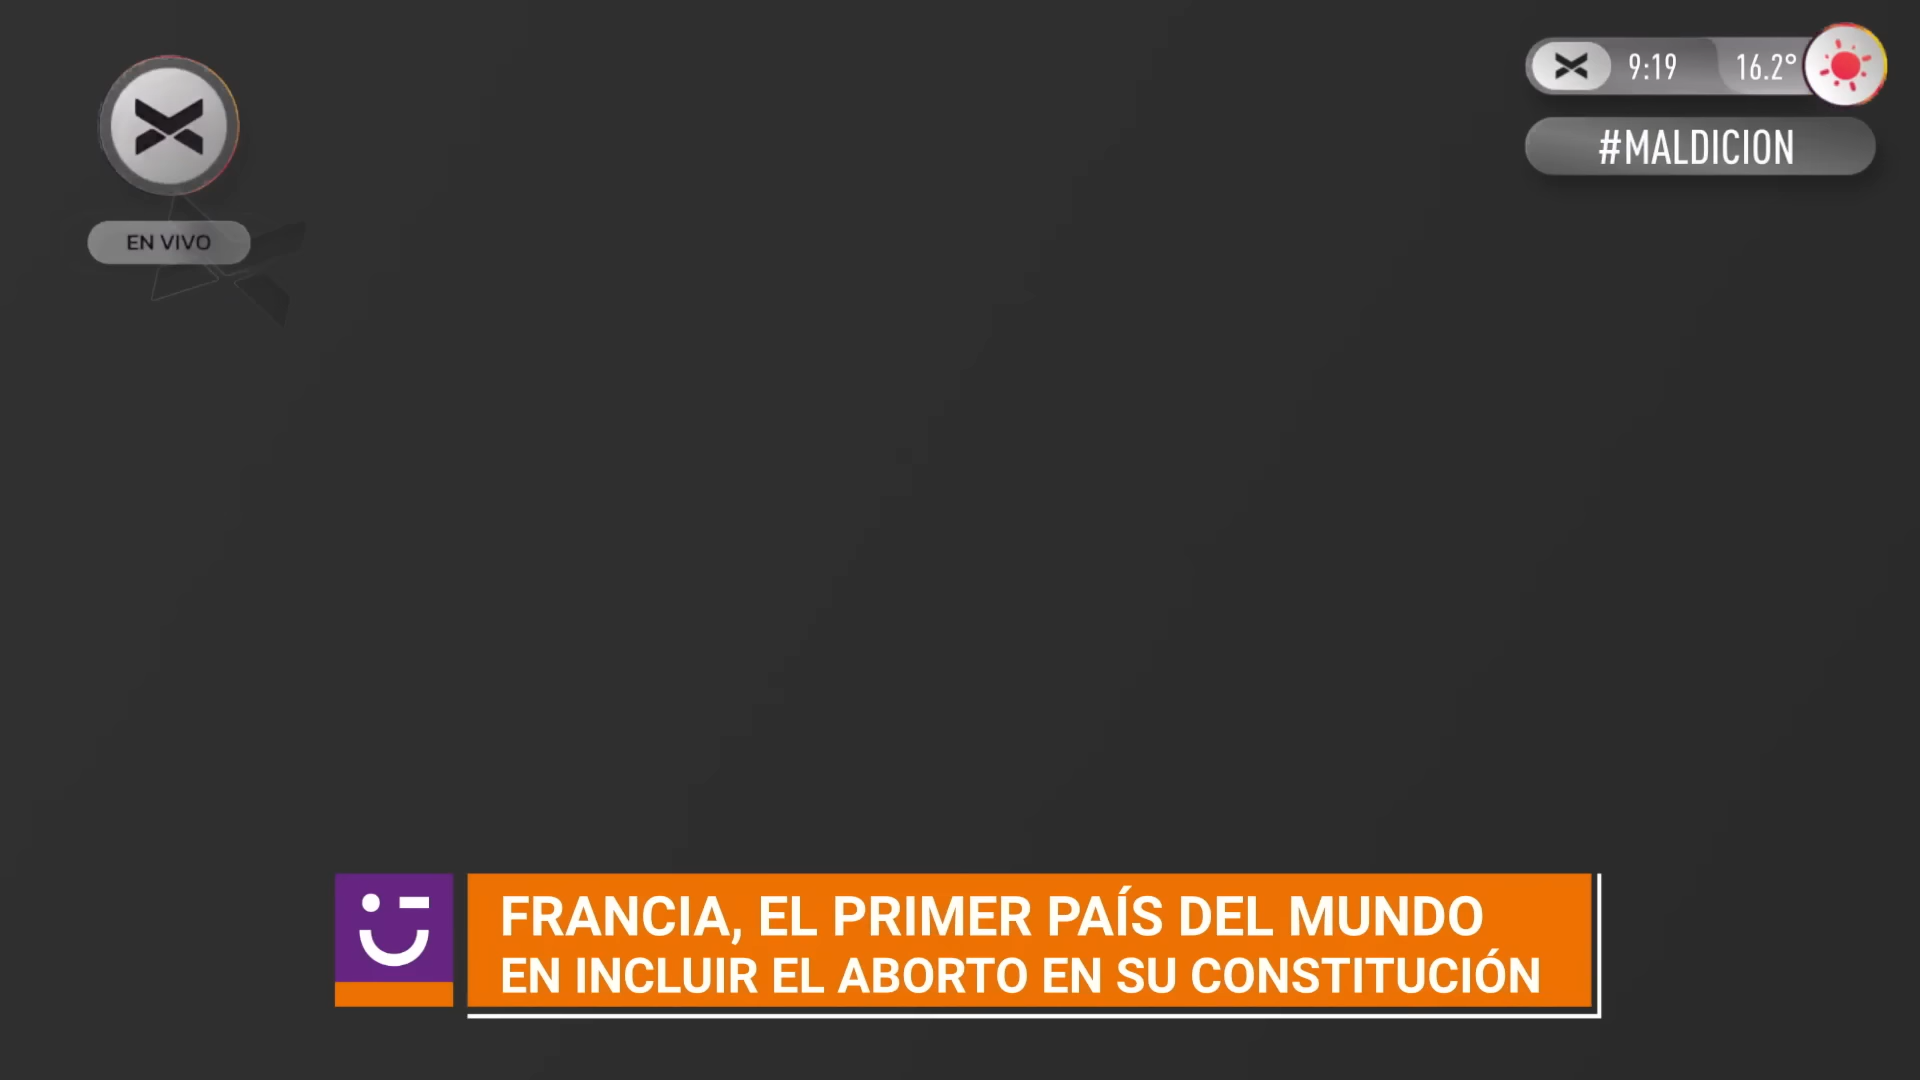 EN VIVO
9:19 16.2°
#MALDICION
FRANCIA, EL PRIMER PAÍS DEL MUNDO
EN INCLUIR EL ABORTO EN SU CONSTITUCIÓN